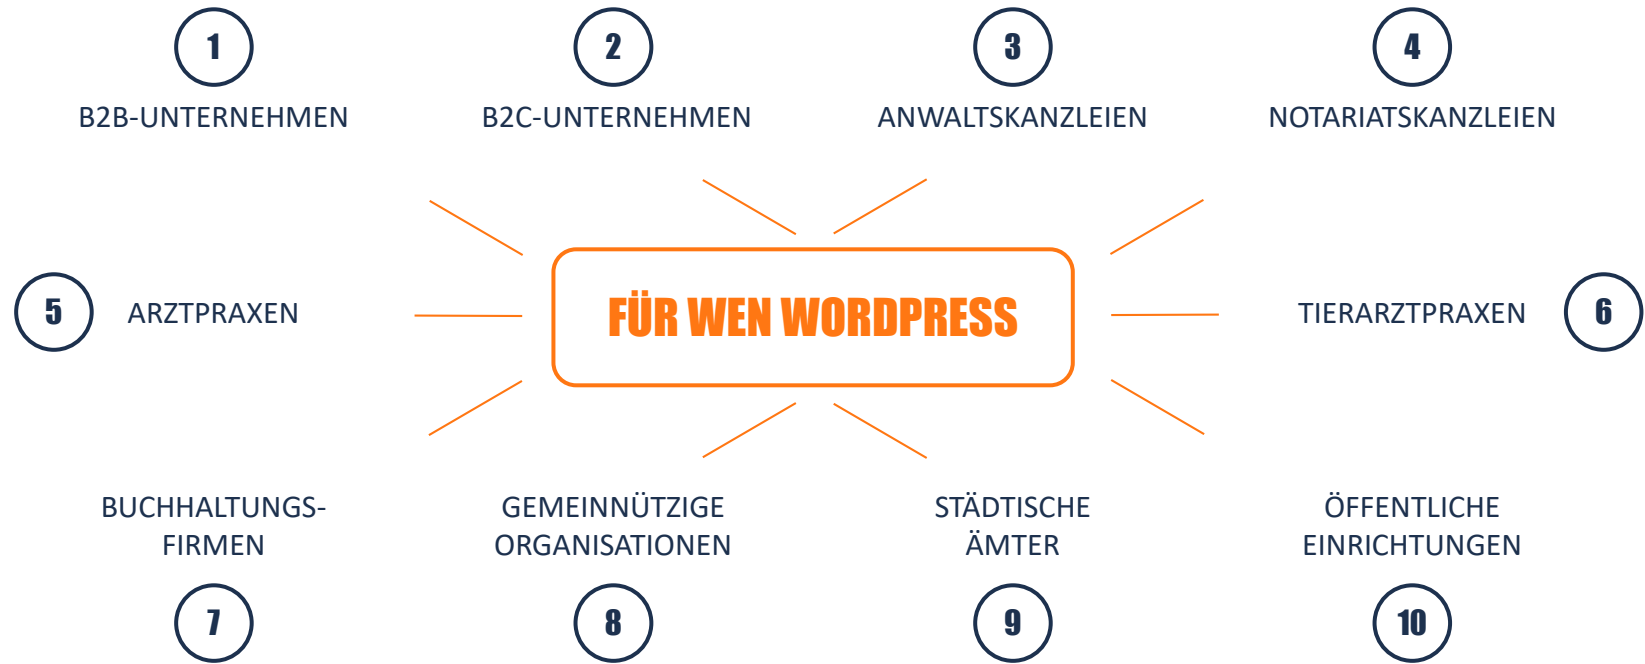 1
2
3
4
B2B-UNTERNEHMEN
B2C-UNTERNEHMEN
ANWALTSKANZLEIEN
NOTARIATSKANZLEIEN
5
ARZTPRAXEN
FÜR WEN WORDPRESS
TIERARZTPRAXEN
6
BUCHHALTUNGS-
FIRMEN
GEMEINNÜTZIGE
ORGANISATIONEN
STÄDTISCHE
ÄMTER
ÖFFENTLICHE
EINRICHTUNGEN
7
8
9
10